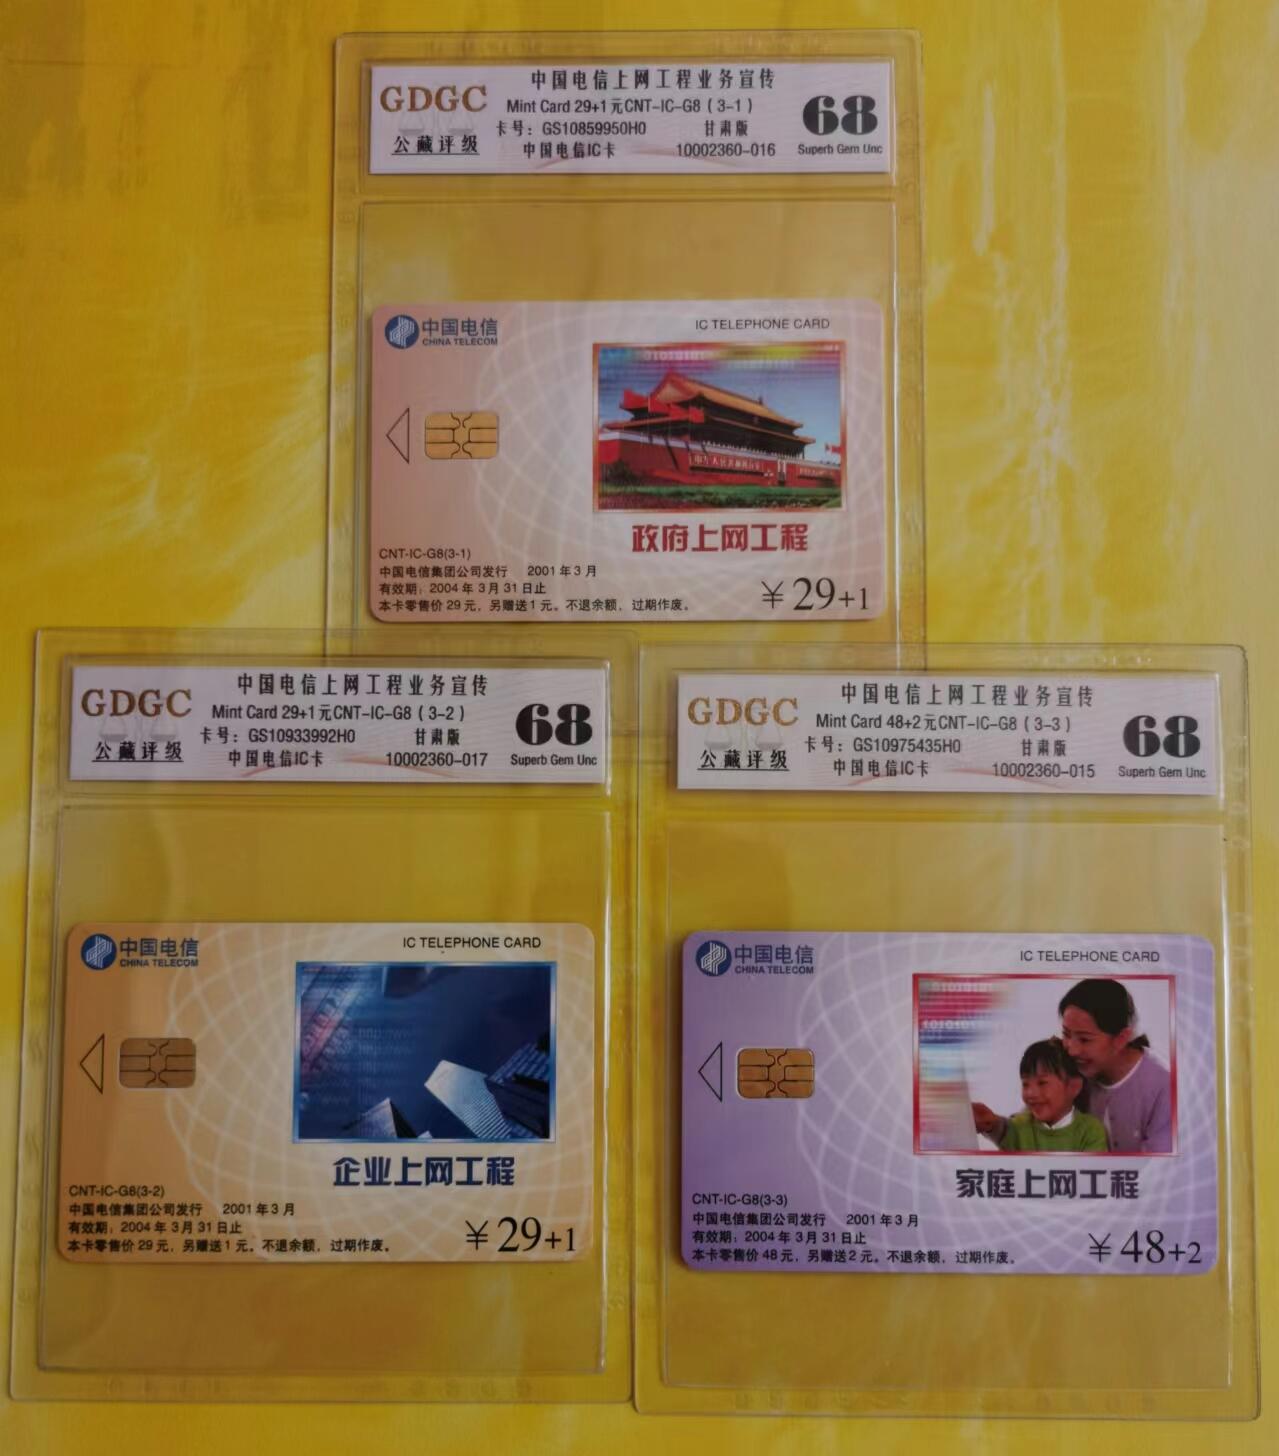 中国电信上网工程业务宣传
GDGC
Mint Card 29+1元CNT-IC-G8 ( 3-1 )
68
卡号: GS10859950H0 甘肃版
公藏评级
中国电信IC卡 10002360-016
Superb Gem Unc
中国电信
CHINA TELECOM
IC TELEPHONE CARD
01010101
政府上网工程
CNT-IC-G8(3-1)
中国电信集团公司发行 2001年3月
有效期: 2004年3月31日止
本卡零售价29元, 另赠送1元。不退余额, 过期作废。
¥29+1
中国电信上网工程业务宣传
GDGC
Mint Card 29+1元CNT-IC-G8 ( 3-2 )
68
卡号: GS10933992H0 甘肃版
公藏评级
中国电信IC卡 10002360-017
Superb Gem Unc
中国电信
CHINA TELECOM
IC TELEPHONE CARD
企业上网工程
CNT-IC-G8(3-2)
中国电信集团公司发行 2001年3月
有效期: 2004年3月31日止
本卡零售价29元, 另赠送1元。不退余额, 过期作废。
¥29+1
中国电信上网工程业务宣传
GDGC
Mint Card 48+2元CNT-IC-G8 ( 3-3 )
68
卡号: GS10975435H0 甘肃版
公藏评级
中国电信IC卡 10002360-015
Superb Gem Unc
中国电信
CHINA TELECOM
IC TELEPHONE CARD
1010101
家庭上网工程
CNT-IC-G8(3-3)
中国电信集团公司发行 2001年3月
有效期: 2004年3月31日止
本卡零售价48元, 另赠送2元。不退余额, 过期作废。
¥48+2